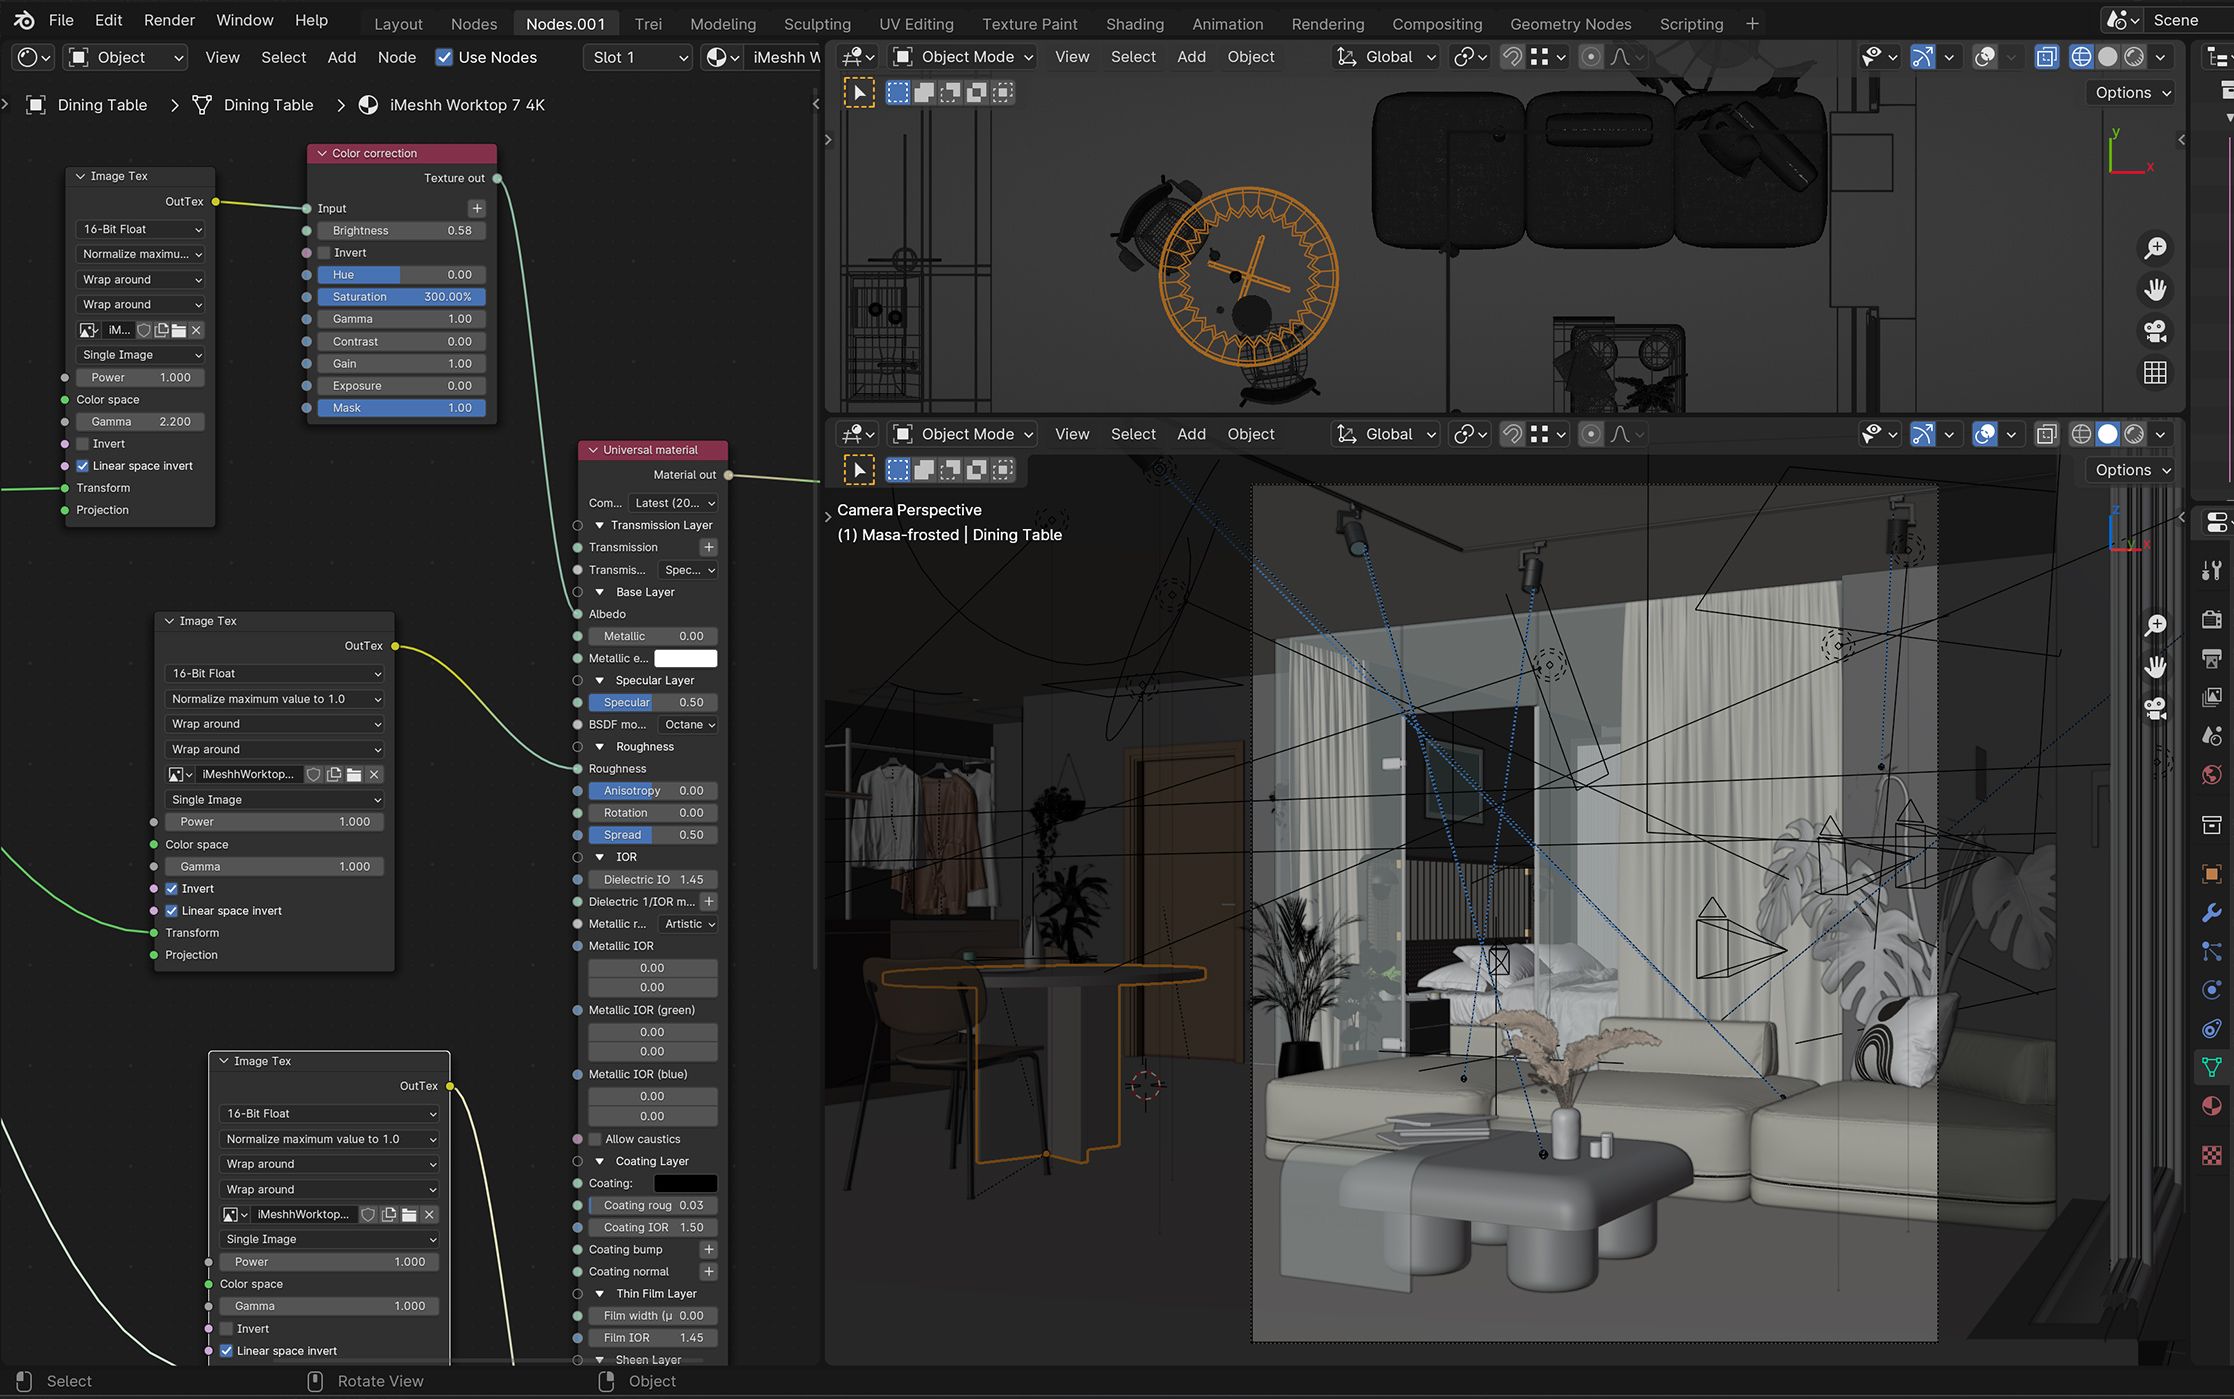 File Edit Render Window Help
Layout Nodes Nodes.001 Trei Modeling Sculpting UV Editing Texture Paint Shading Animation Rendering Compositing Geometry Nodes Scripting
Scene
Object View Select Add Node Use Nodes Slot 1 iMeshh W
Dining Table Dining Table iMeshh Worktop 7 4K
Image Tex
OutTex
16-Bit Float
Normalize maximu...
Wrap around
Wrap around
iM...
Single Image
Power 1.000
Color space
Gamma 2.200
Invert
Linear space invert
Transform
Projection
Color correction
Texture out
Input
Brightness 0.58
Invert
Hue 0.00
Saturation 300.00%
Gamma 1.00
Contrast 0.00
Gain 1.00
Exposure 0.00
Mask 1.00
Image Tex
OutTex
16-Bit Float
Normalize maximum value to 1.0
Wrap around
Wrap around
iMeshhWorktop...
Single Image
Power 1.000
Color space
Gamma 1.000
Invert
Linear space invert
Transform
Projection
Image Tex
OutTex
16-Bit Float
Normalize maximum value to 1.0
Wrap around
Wrap around
iMeshhWorktop...
Single Image
Power 1.000
Color space
Gamma 1.000
Invert
Linear space invert
Universal material
Material out
Com... Latest (20...
Transmission Layer
Transmission
Transmis... Spec...
Base Layer
Albedo
Metallic 0.00
Metallic e...
Specular Layer
Specular 0.50
BSDF mo... Octane
Roughness
Roughness
Anisotropy 0.00
Rotation 0.00
Spread 0.50
IOR
Dielectric IO 1.45
Dielectric 1/IOR m...
Metallic r... Artistic
Metallic IOR
0.00
0.00
Metallic IOR (green)
0.00
0.00
Metallic IOR (blue)
0.00
0.00
Allow caustics
Coating Layer
Coating:
Coating roug 0.03
Coating IOR 1.50
Coating bump
Coating normal
Thin Film Layer
Film width (µ 0.00
Film IOR 1.45
Sheen Layer
Object Mode View Select Add Object Global
Options
y
x
Object Mode View Select Add Object Global
Options
Camera Perspective
(1) Masa-frosted | Dining Table
z
y
x
Select Rotate View Object